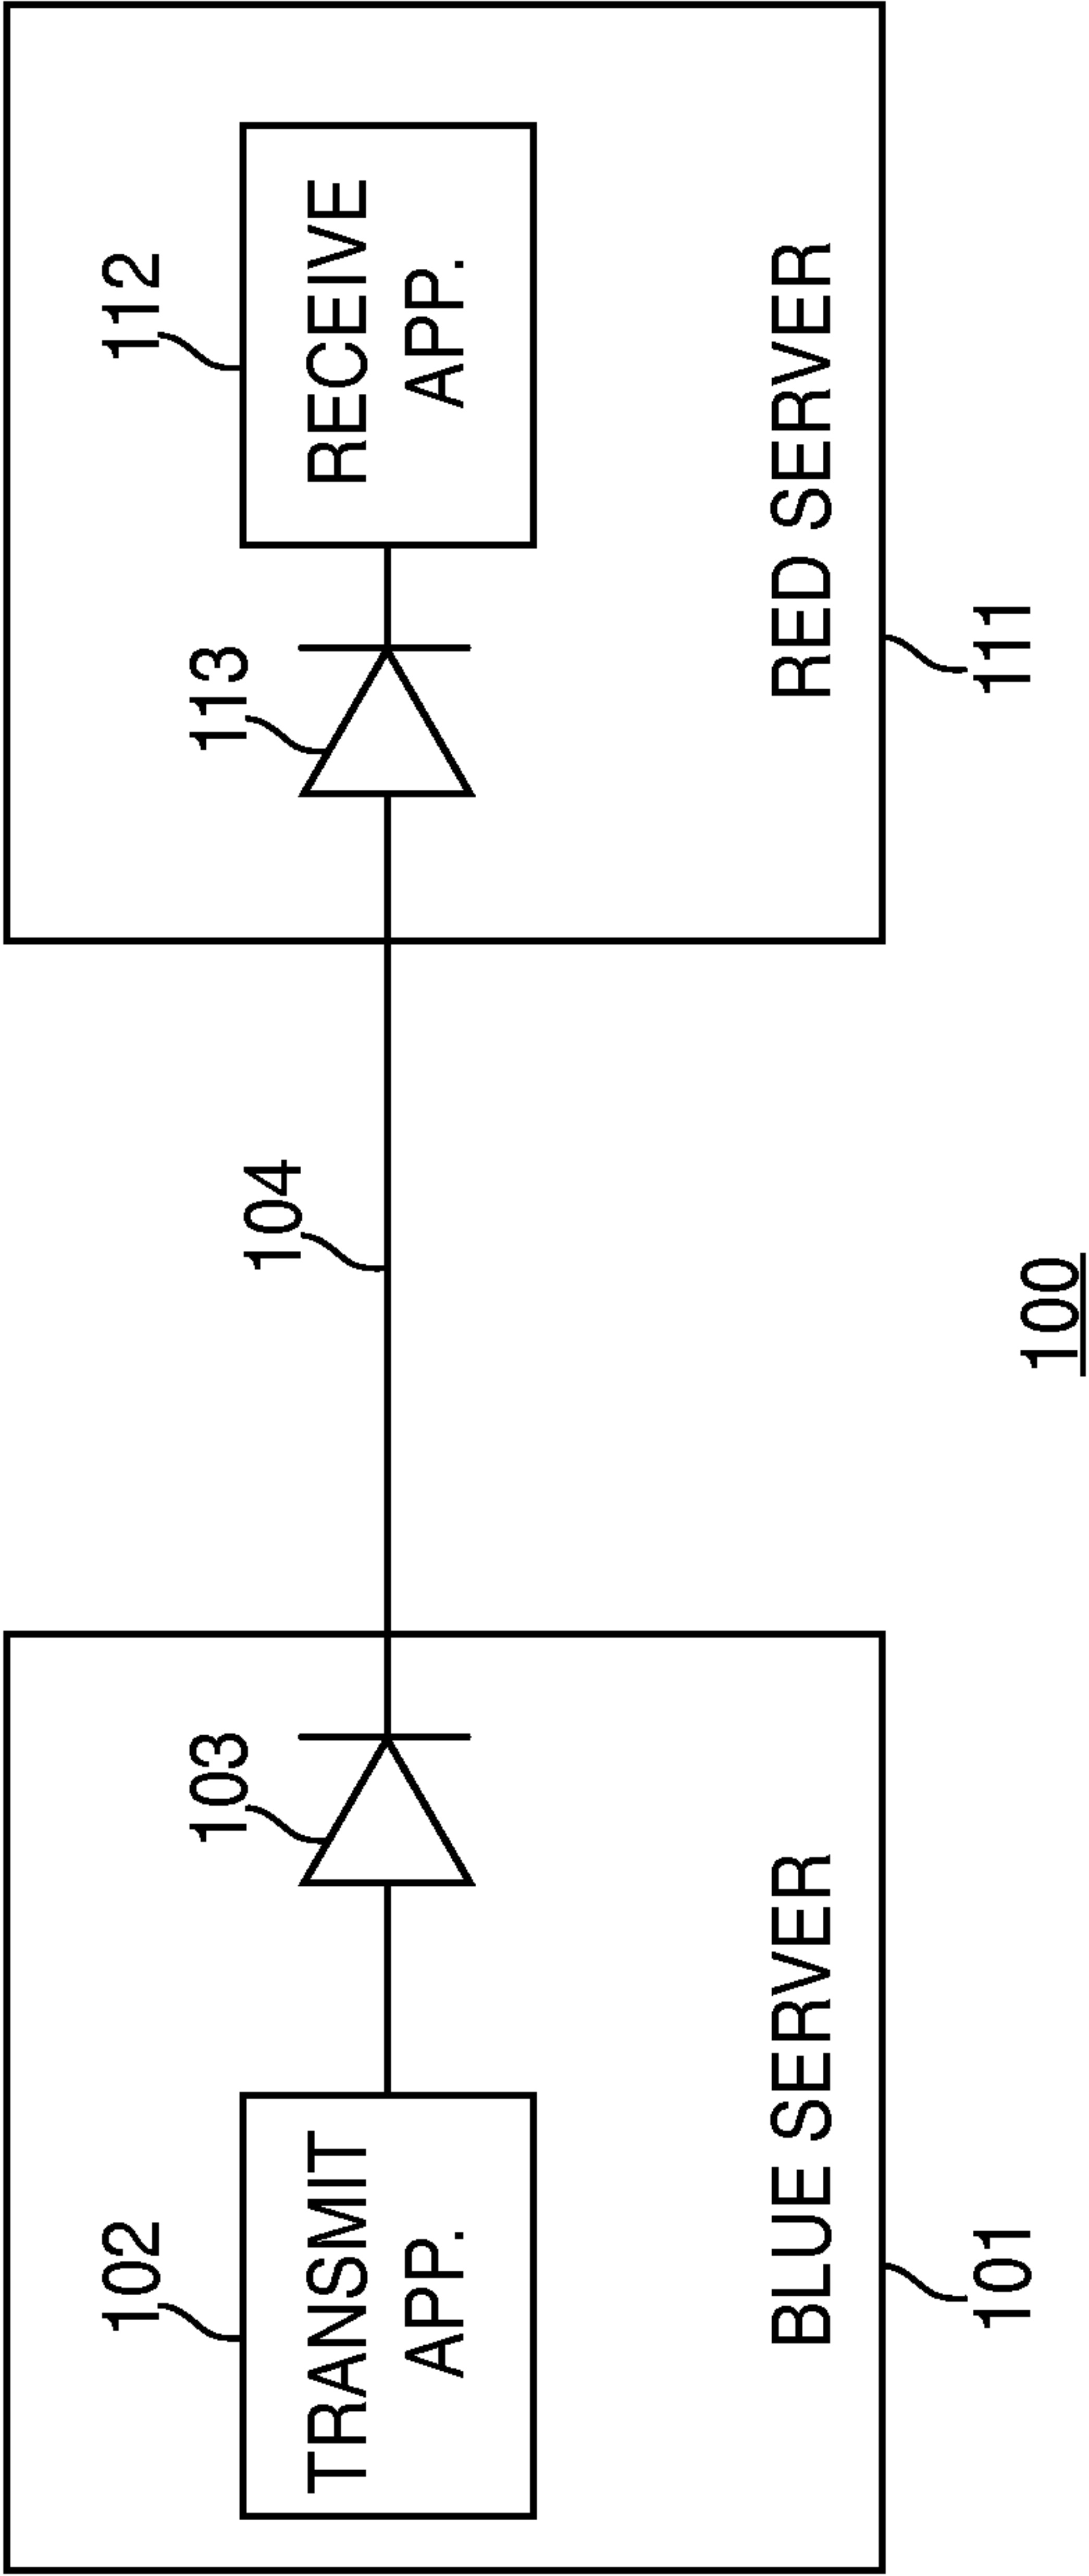 102
TRANSMIT
APP.
103
BLUE SERVER
101
104
100
112
RECEIVE
APP.
113
RED SERVER
111